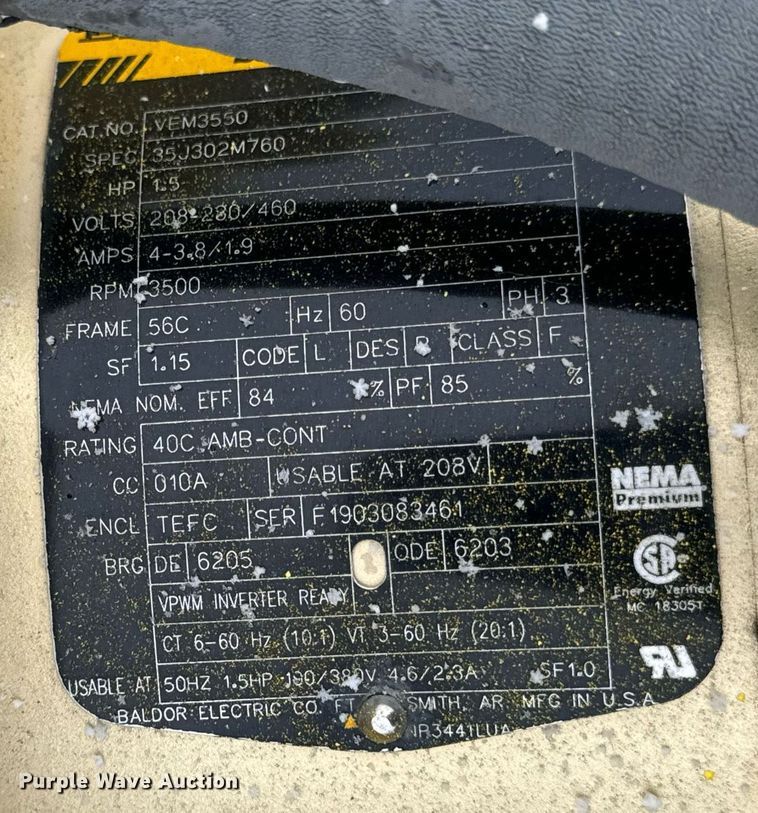 CAT.NO. VEM3550
SPEC. 35J302M760
HP 1.5
VOLTS 208-230/460
AMPS 4-3.8/1.9
RPM 3500
FRAME 56C Hz 60 PH 3
SF 1.15 CODE L DES B CLASS F
NEMA NOM. EFF 84 % PF 85 %
RATING 40C AMB-CONT
CC 010A USABLE AT 208V
ENCL TEFC SER F1903083461
BRG DE 6205 ODE 6203
VPWM INVERTER READY
CT 6-60 Hz (10:1) VT 3-60 Hz (20:1)
USABLE AT 50HZ 1.5HP 190/380V 4.6/2.3A SF1.0
BALDOR ELECTRIC CO. FT SMITH, AR. MFG IN U.S.A.
NEMA
Premium
Energy Verified
MC 183051
Purple Wave Auction